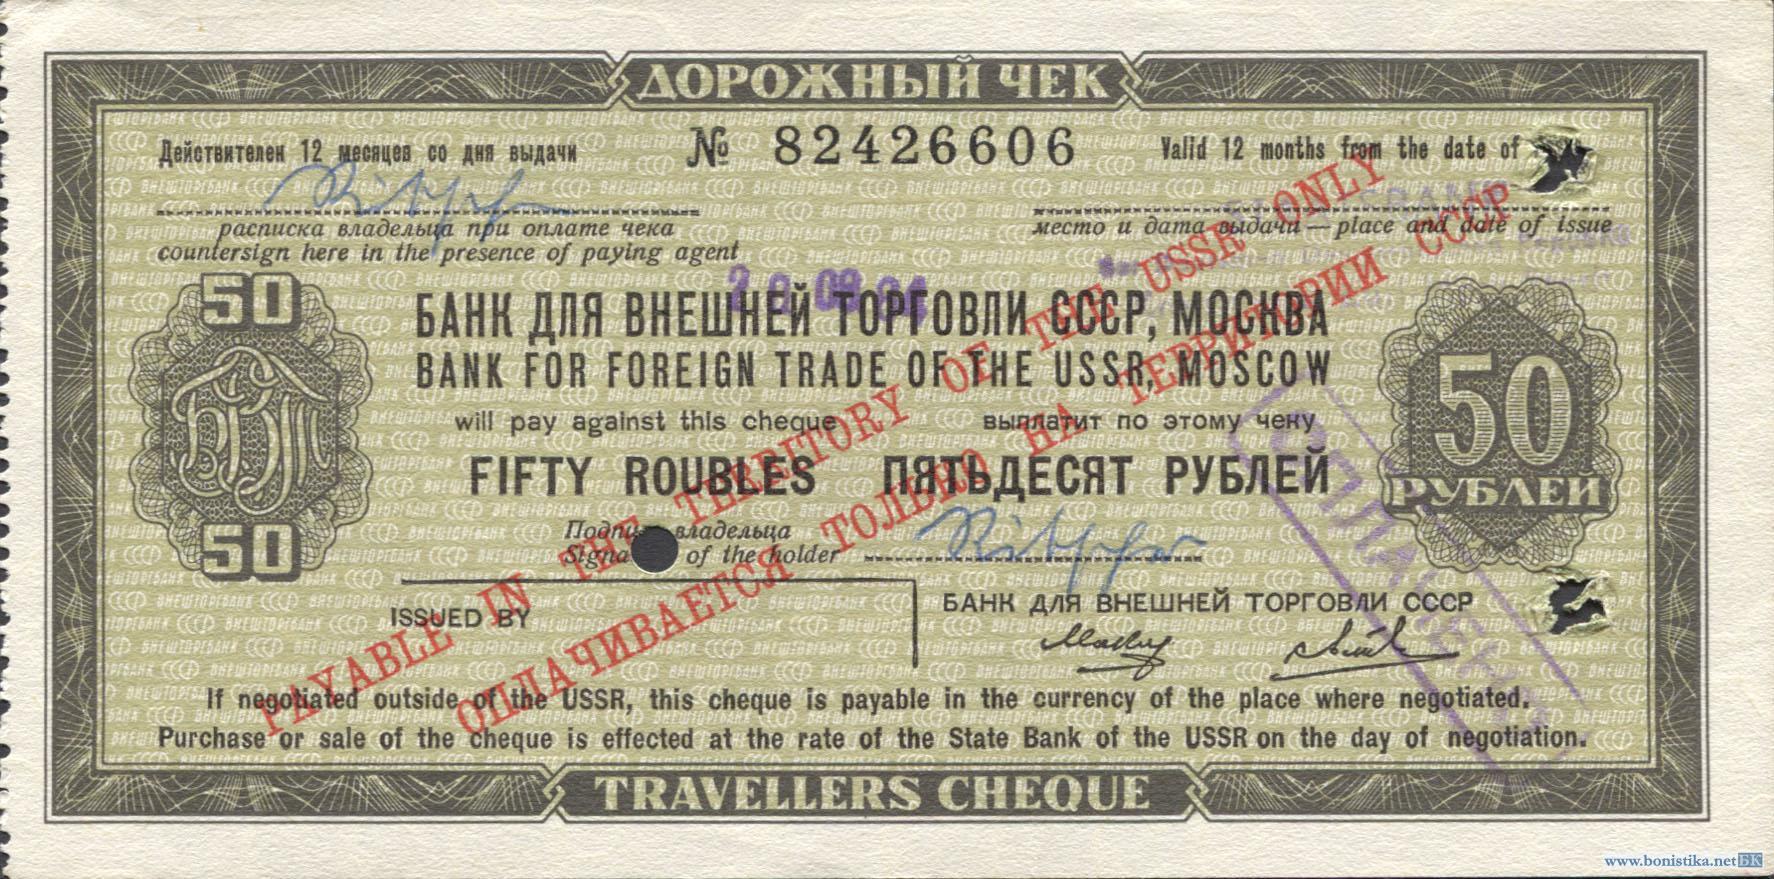 ДОРОЖНЫЙ ЧЕК
Действителен 12 месяцев со дня выдачи
№ 82426606
Valid 12 months from the date of
расписка владельца при оплате чека
countersign here in the presence of paying agent
место и дата выдачи — place and date of issue
50
БРТ
50
БАНК ДЛЯ ВНЕШНЕЙ ТОРГОВЛИ СССР, МОСКВА
BANK FOR FOREIGN TRADE OF THE USSR, MOSCOW
will pay against this cheque
выплатит по этому чеку
FIFTY ROUBLES ПЯТЬДЕСЯТ РУБЛЕЙ
50
РУБЛЕЙ
владельца
of the holder
ISSUED BY
БАНК ДЛЯ ВНЕШНЕЙ ТОРГОВЛИ СССР
PAYABLE IN THE TERRITORY OF THE USSR ONLY
ОПЛАЧИВАЕТСЯ ТОЛЬКО НА ТЕРРИТОРИИ СССР
If negotiated outside of the USSR, this cheque is payable in the currency of the place where negotiated.
Purchase or sale of the cheque is effected at the rate of the State Bank of the USSR on the day of negotiation.
TRAVELLERS CHEQUE
www.bonistika.net БК